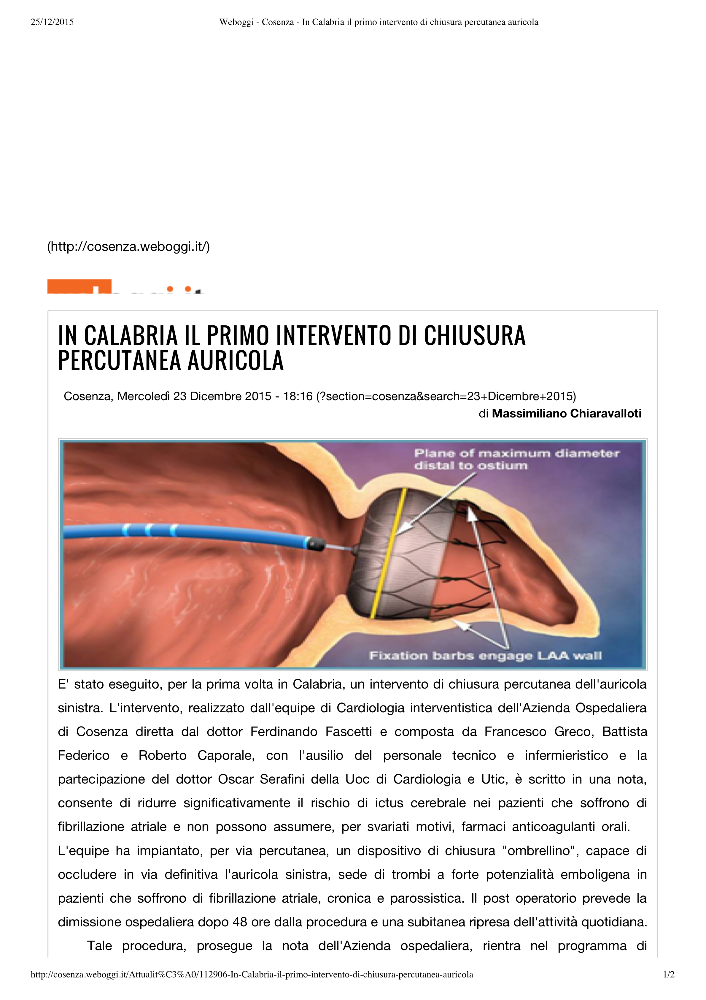 25/12/2015 Weboggi - Cosenza - In Calabria il primo intervento di chiusura percutanea auricola
(http://cosenza.weboggi.it/)
IN CALABRIA IL PRIMO INTERVENTO DI CHIUSURA
PERCUTANEA AURICOLA
Cosenza, Mercoledì 23 Dicembre 2015 - 18:16 (?section=cosenza&search=23+Dicembre+2015)
di Massimiliano Chiaravalloti
Plane of maximum diameter
distal to ostium
Fixation barbs engage LAA wall
E' stato eseguito, per la prima volta in Calabria, un intervento di chiusura percutanea dell'auricola
sinistra. L'intervento, realizzato dall'equipe di Cardiologia interventistica dell'Azienda Ospedaliera
di Cosenza diretta dal dottor Ferdinando Fascetti e composta da Francesco Greco, Battista
Federico e Roberto Caporale, con l'ausilio del personale tecnico e infermieristico e la
partecipazione del dottor Oscar Serafini della Uoc di Cardiologia e Utic, è scritto in una nota,
consente di ridurre significativamente il rischio di ictus cerebrale nei pazienti che soffrono di
fibrillazione atriale e non possono assumere, per svariati motivi, farmaci anticoagulanti orali.
L'equipe ha impiantato, per via percutanea, un dispositivo di chiusura "ombrellino", capace di
occludere in via definitiva l'auricola sinistra, sede di trombi a forte potenzialità emboligena in
pazienti che soffrono di fibrillazione atriale, cronica e parossistica. Il post operatorio prevede la
dimissione ospedaliera dopo 48 ore dalla procedura e una subitanea ripresa dell'attività quotidiana.
Tale procedura, prosegue la nota dell'Azienda ospedaliera, rientra nel programma di
http://cosenza.weboggi.it/Attualit%C3%A0/112906-In-Calabria-il-primo-intervento-di-chiusura-percutanea-auricola 1/2